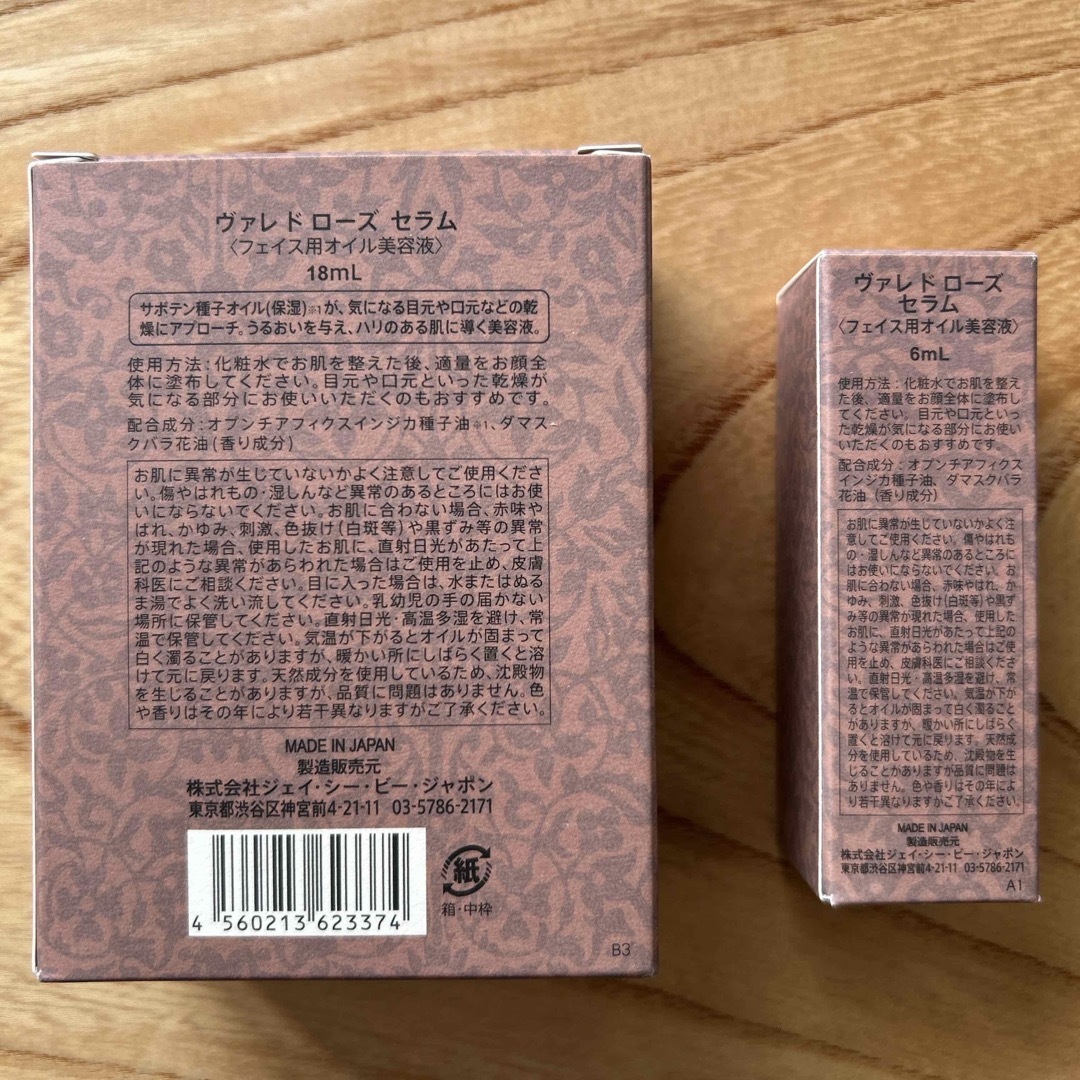 ヴァレド ローズ セラム
〈フェイス用オイル美容液〉
18mL
サボテン種子オイル(保湿)※1が、気になる目元や口元などの乾
燥にアプローチ。うるおいを与え、ハリのある肌に導く美容液。
使用方法:化粧水でお肌を整えた後、適量をお顔全
体に塗布してください。目元や口元といった乾燥が
気になる部分にお使いいただくのもおすすめです。
配合成分:オプンチアフィクスインジカ種子油※1、ダマス
クバラ花油(香り成分)
お肌に異常が生じていないかよく注意してご使用くださ
い。傷やはれもの・湿しんなど異常のあるところにはお使
いにならないでください。お肌に合わない場合、赤味や
はれ、かゆみ、刺激、色抜け(白斑等)や黒ずみ等の異常
が現れた場合、使用したお肌に、直射日光があたって上
記のような異常があらわれた場合はご使用を止め、皮膚
科医にご相談ください。目に入った場合は、水またはぬる
ま湯でよく洗い流してください。乳幼児の手の届かない
場所に保管してください。直射日光・高温多湿を避け、常
温で保管してください。気温が下がるとオイルが固まって
白く濁ることがありますが、暖かい所にしばらく置くと溶
けて元に戻ります。天然成分を使用しているため、沈殿物
を生じることがありますが、品質に問題はありません。色
や香りはその年により若干異なりますがご了承ください。
MADE IN JAPAN
製造販売元
株式会社ジェイ・シー・ビー・ジャポン
東京都渋谷区神宮前4-21-11 03-5786-2171
4 560213 623374
紙
箱・中枠
B3
ヴァレド ローズ
セラム
〈フェイス用オイル美容液〉
6mL
使用方法:化粧水でお肌を整え
た後、適量をお顔全体に塗布し
てください。目元や口元といっ
た乾燥が気になる部分にお使い
いただくのもおすすめです。
配合成分:オプンチアフィクス
インジカ種子油、ダマスクバラ
花油(香り成分)
お肌に異常が生じていないかよく注
意してご使用ください。傷やはれも
の・湿しんなど異常のあるところに
はお使いにならないでください。お
肌に合わない場合、赤味やはれ、か
ゆみ、刺激、色抜け(白斑等)や黒ず
み等の異常が現れた場合、使用した
お肌に、直射日光があたって上記の
ような異常があらわれた場合はご使
用を止め、皮膚科医にご相談くださ
い。直射日光・高温多湿を避け、常
温で保管してください。気温が下が
るとオイルが固まって白く濁ること
がありますが、暖かい所にしばらく
置くと溶けて元に戻ります。天然成
分を使用しているため、沈殿物を生
じることがありますが品質に問題は
ありません。色や香りはその年によ
り若干異なりますがご了承ください。
MADE IN JAPAN
製造販売元
株式会社ジェイ・シー・ビー・ジャポン
東京都渋谷区神宮前4-21-11 03-5786-2171
A1